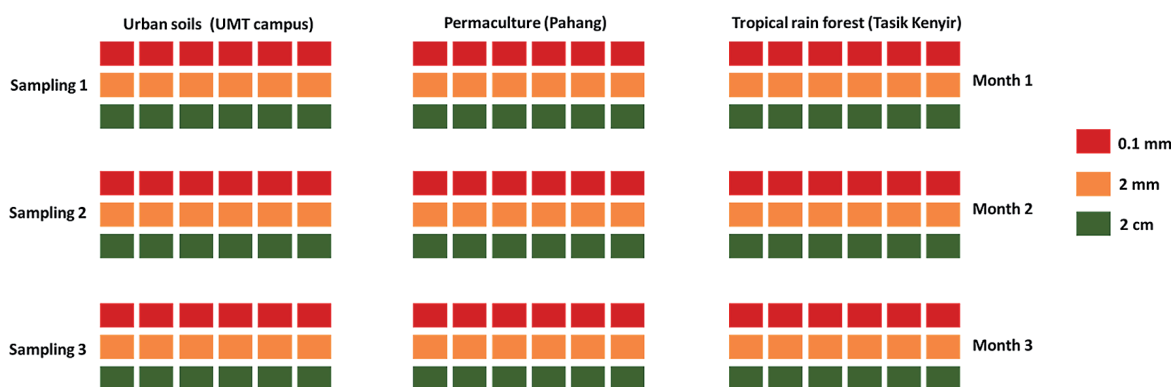 Urban soils (UMT campus)
Permaculture (Pahang)
Tropical rain forest (Tasik Kenyir)
Sampling 1
Month 1
0.1 mm
2 mm
2 cm
Sampling 2
Month 2
Sampling 3
Month 3